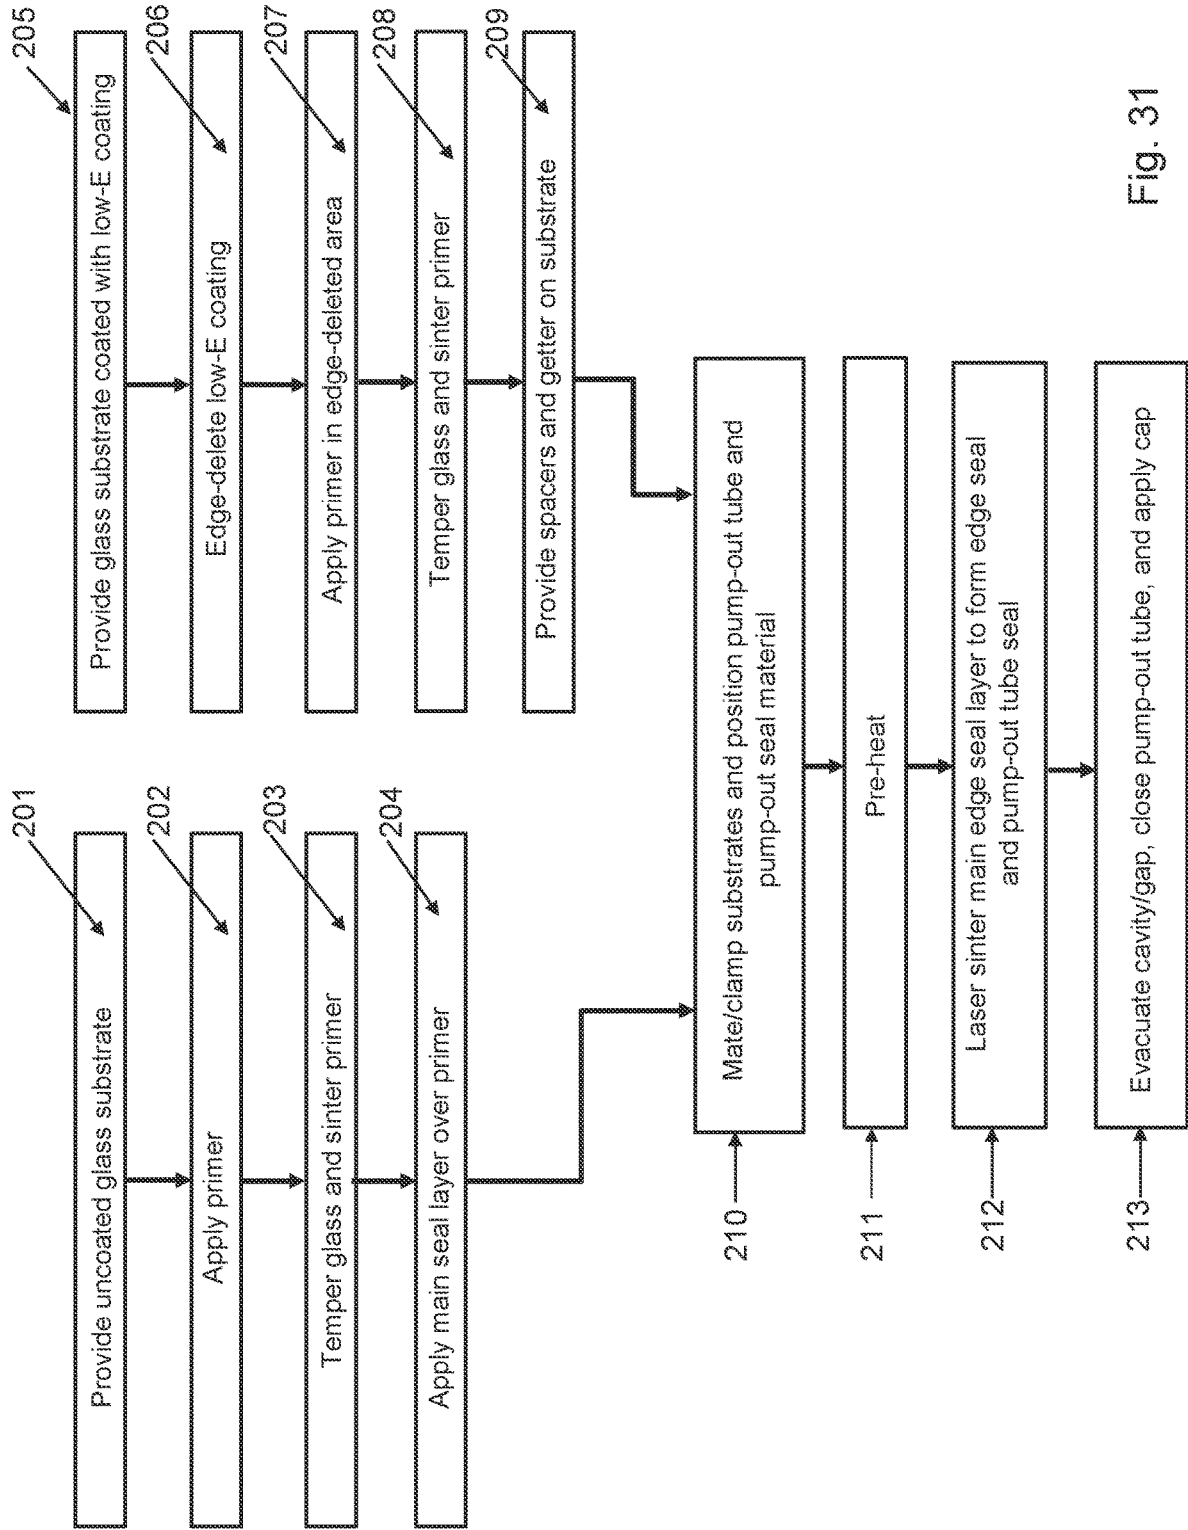 201
Provide uncoated glass substrate
202
Apply primer
203
Temper glass and sinter primer
204
Apply main seal layer over primer
205
Provide glass substrate coated with low-E coating
206
Edge-delete low-E coating
207
Apply primer in edge-deleted area
208
Temper glass and sinter primer
209
Provide spacers and getter on substrate
210
Mate/clamp substrates and position pump-out tube and
pump-out seal material
211
Pre-heat
212
Laser sinter main edge seal layer to form edge seal
and pump-out tube seal
213
Evacuate cavity/gap, close pump-out tube, and apply cap
Fig. 31